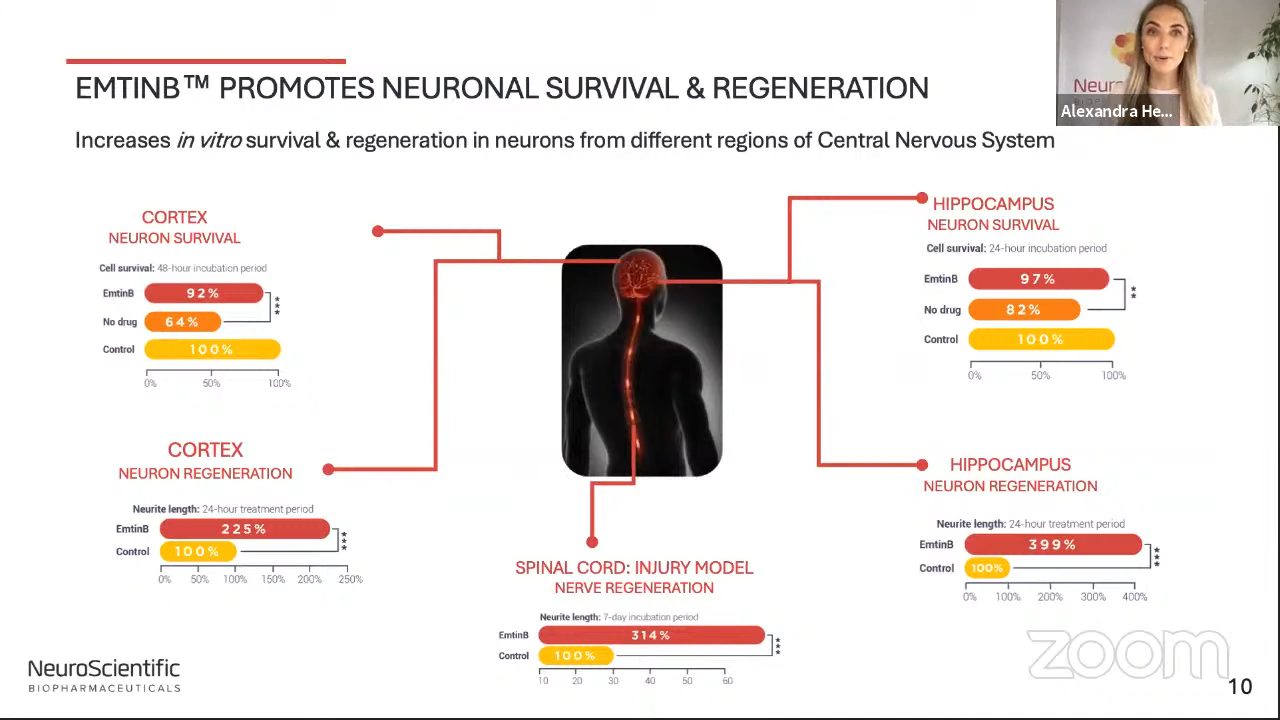 EMTINB™ PROMOTES NEURONAL SURVIVAL & REGENERATION
Increases in vitro survival & regeneration in neurons from different regions of Central Nervous System
Neuro
Alexandra He...
CORTEX
NEURON SURVIVAL
Cell survival: 48-hour incubation period
EmtinB 92%
***
No drug 64%
Control 100%
0% 50% 100%
HIPPOCAMPUS
NEURON SURVIVAL
Cell survival: 24-hour incubation period
EmtinB 97%
**
No drug 82%
Control 100%
0% 50% 100%
CORTEX
NEURON REGENERATION
Neurite length: 24-hour treatment period
EmtinB 225%
***
Control 100%
0% 50% 100% 150% 200% 250%
HIPPOCAMPUS
NEURON REGENERATION
Neurite length: 24-hour treatment period
EmtinB 399%
***
Control 100%
0% 100% 200% 300% 400%
SPINAL CORD: INJURY MODEL
NERVE REGENERATION
Neurite length: 7-day incubation period
EmtinB 314%
***
Control 100%
10 20 30 40 50 60
NeuroScientific
BIOPHARMACEUTICALS
zoom
10